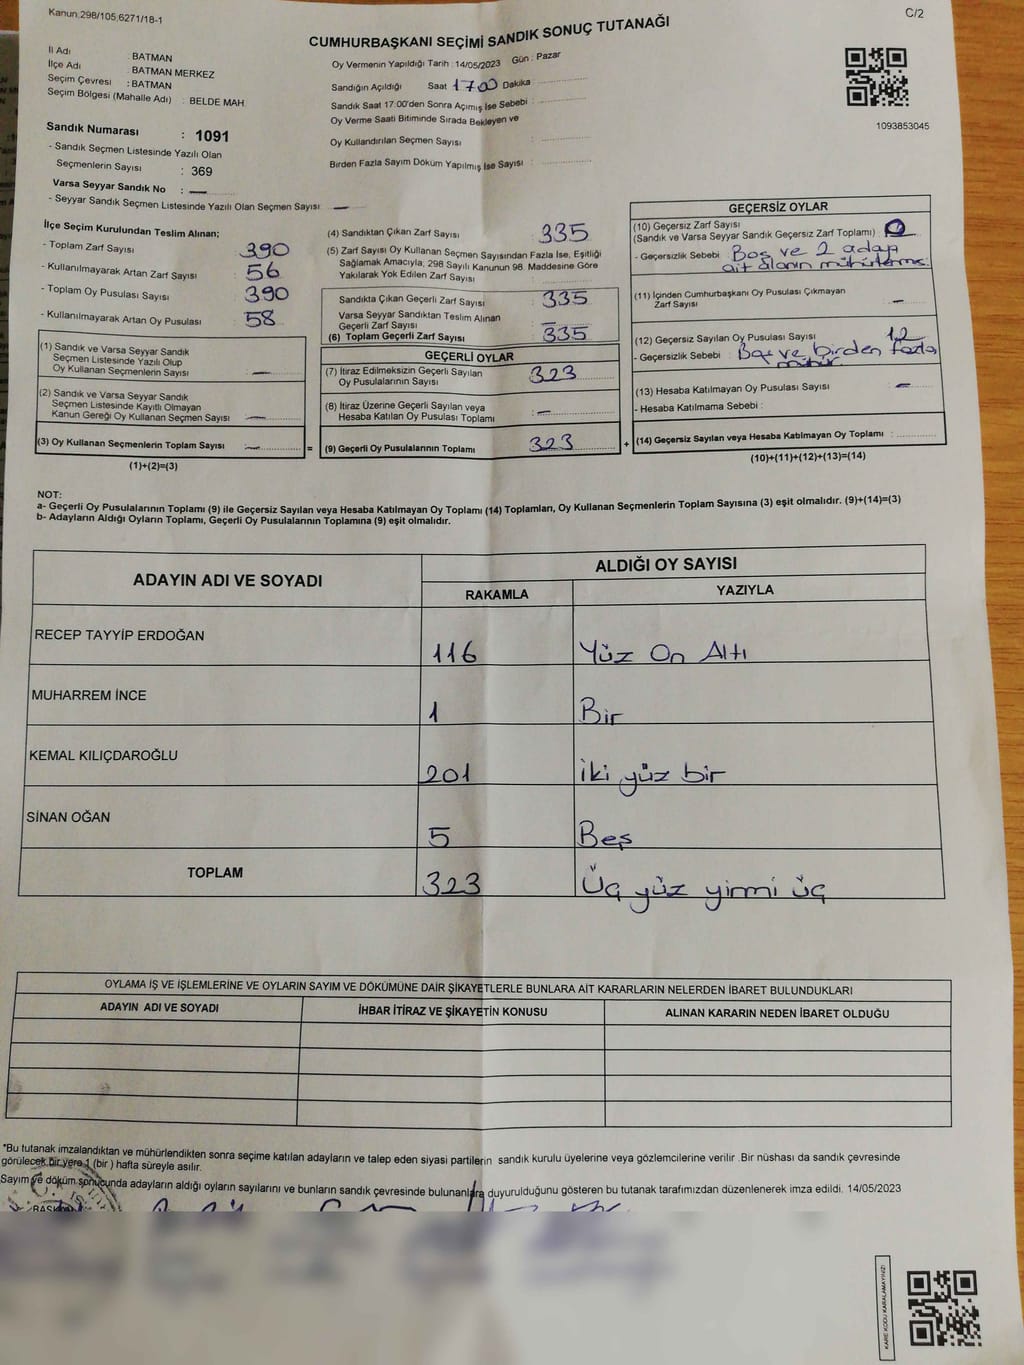 Kanun.298/105,6271/18-1
C/2
CUMHURBAŞKANI SEÇİMİ SANDIK SONUÇ TUTANAĞI
İl Adı : BATMAN
İlçe Adı : BATMAN MERKEZ
Seçim Çevresi : BATMAN
Seçim Bölgesi (Mahalle Adı) : BELDE MAH.
Oy Vermenin Yapıldığı Tarih : 14/05/2023 Gün : Pazar
Sandığın Açıldığı Saat 17 00 Dakika
Sandık Saat 17:00'den Sonra Açımış İse Sebebi :
Oy Verme Saati Bitiminde Sırada Bekleyen ve
Oy Kullandırılan Seçmen Sayısı :
Birden Fazla Sayım Döküm Yapılmış İse Sayısı :
1093853045
Sandık Numarası : 1091
- Sandık Seçmen Listesinde Yazılı Olan
Seçmenlerin Sayısı : 369
Varsa Seyyar Sandık No : —
- Seyyar Sandık Seçmen Listesinde Yazılı Olan Seçmen Sayısı : —
İlçe Seçim Kurulundan Teslim Alınan;
- Toplam Zarf Sayısı : 390
- Kullanılmayarak Artan Zarf Sayısı : 56
- Toplam Oy Pusulası Sayısı : 390
- Kullanılmayarak Artan Oy Pusulası : 58
(1) Sandık ve Varsa Seyyar Sandık
Seçmen Listesinde Yazılı Olup
Oy Kullanan Seçmenlerin Sayısı : —
(2) Sandık ve Varsa Seyyar Sandık
Seçmen Listesinde Kayıtlı Olmayan
Kanun Gereği Oy Kullanan Seçmen Sayısı : —
(3) Oy Kullanan Seçmenlerin Toplam Sayısı : —
(1)+(2)=(3)
=
(4) Sandıktan Çıkan Zarf Sayısı : 335
(5) Zarf Sayısı Oy Kullanan Seçmen Sayısından Fazla İse, Eşitliği
Sağlamak Amacıyla, 298 Sayılı Kanunun 98. Maddesine Göre
Yakılarak Yok Edilen Zarf Sayısı :
Sandıkta Çıkan Geçerli Zarf Sayısı : 335
Varsa Seyyar Sandıktan Teslim Alınan
Geçerli Zarf Sayısı : —
(6) Toplam Geçerli Zarf Sayısı : 335
GEÇERLİ OYLAR
(7) İtiraz Edilmeksizin Geçerli Sayılan
Oy Pusulalarının Sayısı : 323
(8) İtiraz Üzerine Geçerli Sayılan veya
Hesaba Katılan Oy Pusulası Toplamı : —
(9) Geçerli Oy Pusulalarının Toplamı : 323
+
GEÇERSİZ OYLAR
(10) Geçersiz Zarf Sayısı
(Sandık ve Varsa Seyyar Sandık Geçersiz Zarf Toplamı) : 0
- Geçersizlik Sebebi : Boş ve 2 aday
ait alanın mühürleme.
(11) İçinden Cumhurbaşkanı Oy Pusulası Çıkmayan
Zarf Sayısı : —
(12) Geçersiz Sayılan Oy Pusulası Sayısı : 12
- Geçersizlik Sebebi : ve birden fazla
mühür.
(13) Hesaba Katılmayan Oy Pusulası Sayısı : —
- Hesaba Katılmama Sebebi :
(14) Geçersiz Sayılan veya Hesaba Katılmayan Oy Toplamı :
(10)+(11)+(12)+(13)=(14)
NOT:
a- Geçerli Oy Pusulalarının Toplamı (9) ile Geçersiz Sayılan veya Hesaba Katılmayan Oy Toplamı (14) Toplamları, Oy Kullanan Seçmenlerin Toplam Sayısına (3) eşit olmalıdır. (9)+(14)=(3)
b- Adayların Aldığı Oyların Toplamı, Geçerli Oy Pusulalarının Toplamına (9) eşit olmalıdır.
ADAYIN ADI VE SOYADI ALDIĞI OY SAYISI
RAKAMLA YAZIYLA
RECEP TAYYİP ERDOĞAN 116 Yüz On Altı
MUHARREM İNCE 1 Bir
KEMAL KILIÇDAROĞLU 201 İki yüz bir
SİNAN OĞAN 5 Beş
TOPLAM 323 Üç yüz yirmi üç
OYLAMA İŞ VE İŞLEMLERİNE VE OYLARIN SAYIM VE DÖKÜMÜNE DAİR ŞİKAYETLERLE BUNLARA AİT KARARLARIN NELERDEN İBARET BULUNDUKLARI
ADAYIN ADI VE SOYADI İHBAR İTİRAZ VE ŞİKAYETİN KONUSU ALINAN KARARIN NEDEN İBARET OLDUĞU
*Bu tutanak imzalandıktan ve mühürlendikten sonra seçime katılan adayların ve talep eden siyasi partilerin sandık kurulu üyelerine veya gözlemcilerine verilir .Bir nüshası da sandık çevresinde
görülecek bir yere 1 (bir ) hafta süreyle asılır.
Sayım ve döküm sonucunda adayların aldığı oyların sayılarını ve bunların sandık çevresinde bulunanlara duyurulduğunu gösteren bu tutanak tarafımızdan düzenlenerek imza edildi. 14/05/2023
KARE KODU KARALAMAYINIZ!